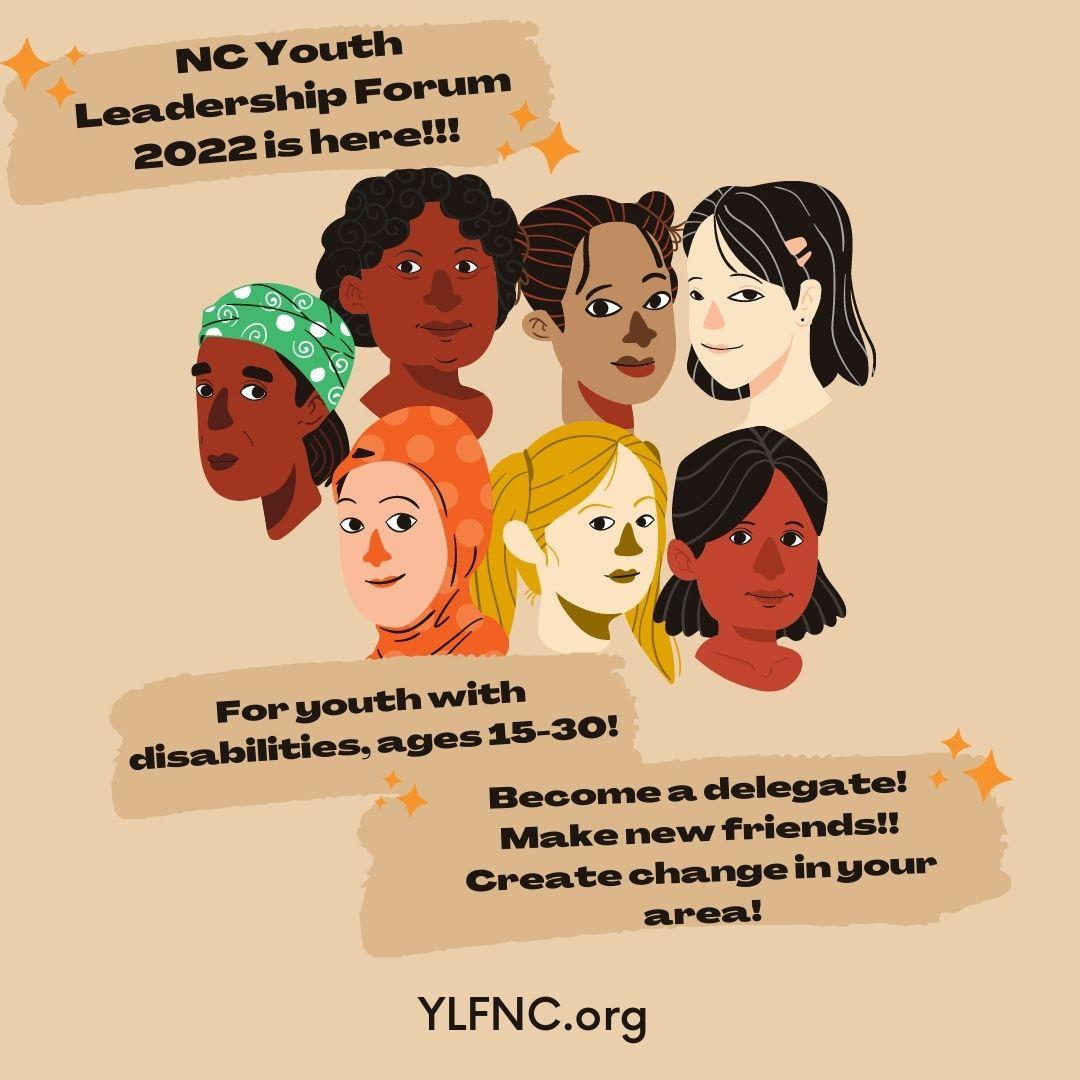 NC Youth
Leadership Forum
2022 is here!!!
For youth with
disabilities, ages 15-30!
Become a delegate!
Make new friends!!
Create change in your
area!
YLFNC.org